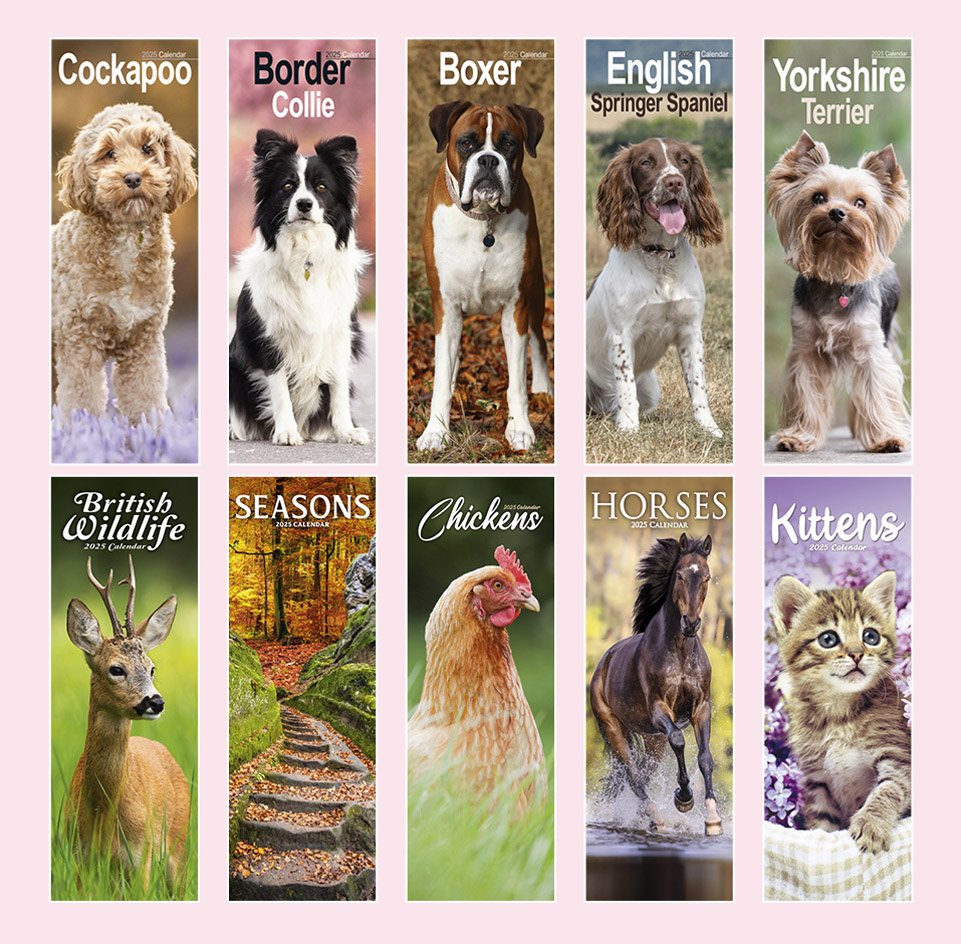 2025 Calendar
Cockapoo
2025 Calendar
Border
Collie
2025 Calendar
Boxer
2025 Calendar
English
Springer Spaniel
2025 Calendar
Yorkshire
Terrier
British
Wildlife
2025 Calendar
SEASONS
2025 CALENDAR
2025 Calendar
Chickens
HORSES
2025 CALENDAR
Kittens
2025 Calendar